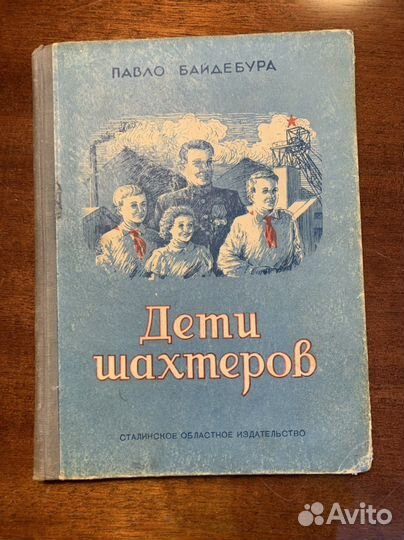 ПАВЛО БАЙДЕБУРА
Дети
шахтеров
СТАЛИНСКОЕ ОБЛАСТНОЕ ИЗДАТЕЛЬСТВО
Avito